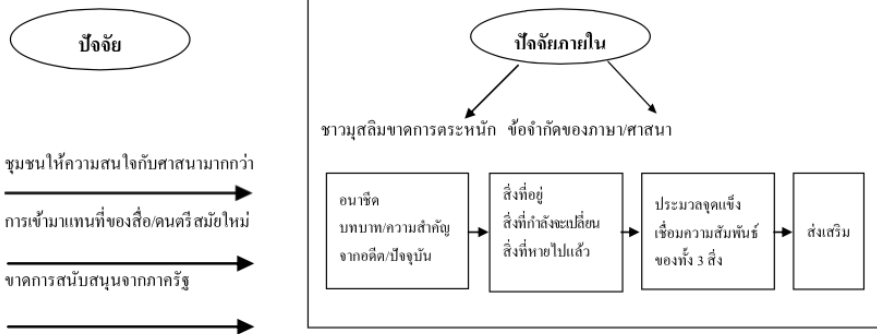 ปัจจัย
ชุมชนให้ความสนใจกับศาสนามากกว่า
การเข้ามาแทนที่ของสื่อ/ดนตรีสมัยใหม่
ขาดการสนับสนุนจากภาครัฐ
ปัจจัยภายใน
ชาวมุสลิมขาดการตระหนัก ข้อจำกัดของภาษา/ศาสนา
อนาซีด
บทบาท/ความสำคัญ
จากอดีต/ปัจจุบัน
สิ่งที่อยู่
สิ่งที่กำลังจะเปลี่ยน
สิ่งที่หายไปแล้ว
ประมวลจุดแข็ง
เชื่อมความสัมพันธ์
ของทั้ง 3 สิ่ง
ส่งเสริม